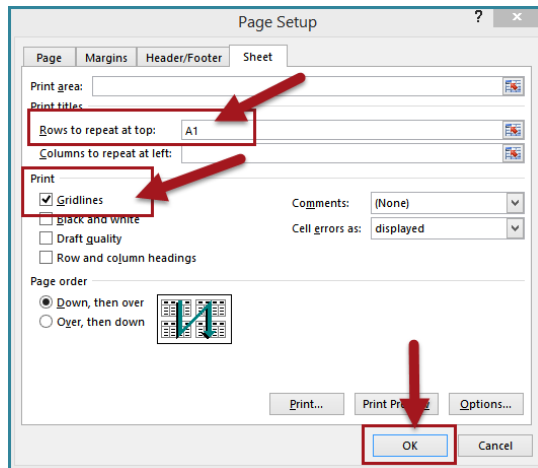 Page Setup ? ×
Page Margins Header/Footer Sheet
Print area:
Print titles
Rows to repeat at top: A1
Columns to repeat at left:
Print
Gridlines
Black and white
Draft quality
Row and column headings
Comments: (None)
Cell errors as: displayed
Page order
Down, then over
Over, then down
Print... Print Preview Options...
OK Cancel